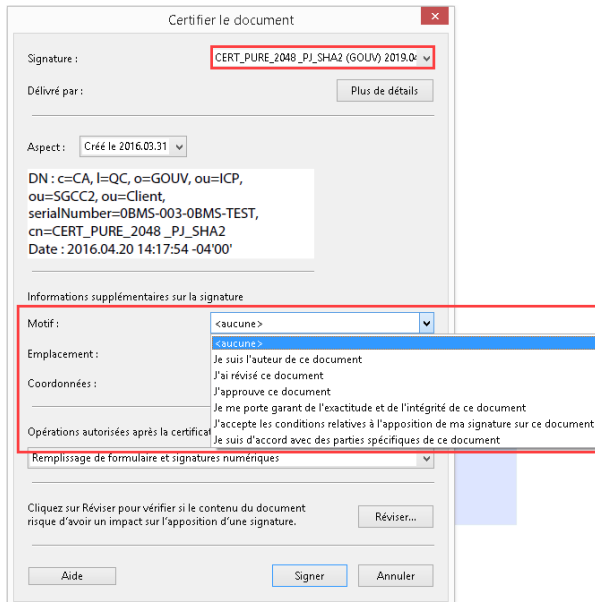 Certifier le document
Signature :
CERT_PURE_2048 _PJ_SHA2 (GOUV) 2019.04
Délivré par :
Plus de détails
Aspect :
Créé le 2016.03.31
DN : c=CA, l=QC, o=GOUV, ou=ICP,
ou=SGCC2, ou=Client,
serialNumber=0BMS-003-0BMS-TEST,
cn=CERT_PURE_2048 _PJ_SHA2
Date : 2016.04.20 14:17:54 -04'00'
Informations supplémentaires sur la signature
Motif :
<aucune>
<aucune>
Emplacement :
Je suis l'auteur de ce document
J'ai révisé ce document
Coordonnées :
J'approuve ce document
Je me porte garant de l'exactitude et de l'intégrité de ce document
J'accepte les conditions relatives à l'apposition de ma signature sur ce document
Opérations autorisées après la certificat
Je suis d'accord avec des parties spécifiques de ce document
Remplissage de formulaire et signatures numériques
Cliquez sur Réviser pour vérifier si le contenu du document
risque d'avoir un impact sur l'apposition d'une signature.
Réviser...
Aide
Signer
Annuler